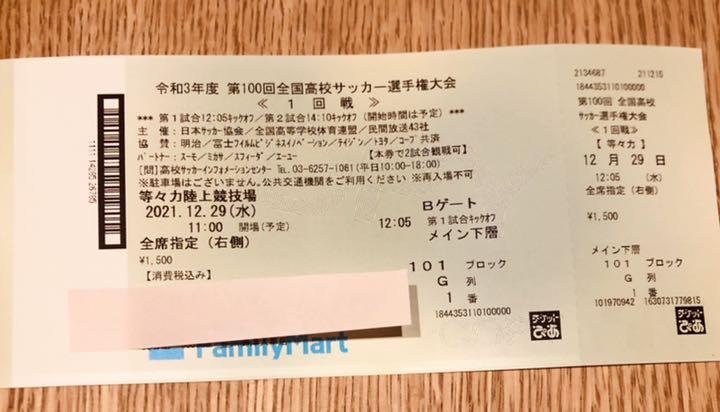 令和3年度 第100回全国高校サッカー選手権大会
≪ 1回戦 ≫
*** 第1試合12:05キックオフ/第2試合14:10キックオフ (開始時間は予定) ***
主 催:日本サッカー協会/全国高等学校体育連盟/民間放送43社
協 賛:明治/富士フイルムビジネスイノベーション/テイジン/トヨタ/コープ共済
パートナー:スーモ/ミカサ/スフィーダ/エーユー 【本券で2試合観戦可】
[問]高校サッカーインフォメーションセンター Tel.03-6257-1061 (平日10:00-18:00)
※駐車場はございません。公共交通機関をご利用ください ※再入場不可
等々力陸上競技場
2021.12.29(水)
Bゲート
11:00 開場(予定)
12:05 第1試合キックオフ
全席指定 (右側)
メイン下層
¥1,500
【消費税込み】
101 ブロック
G 列
1 番
1844353110100000
チケットぴあ
FamilyMart
2134687 211215
1844353110100000
第100回 全国高校
サッカー選手権大会
≪1回戦≫
【 等々力 】
12月 29日
12:05 (水)
全席指定 (右側)
¥1,500
メイン下層
101 ブロック
G 列
1 番
101970942 1630731779815
チケットぴあ